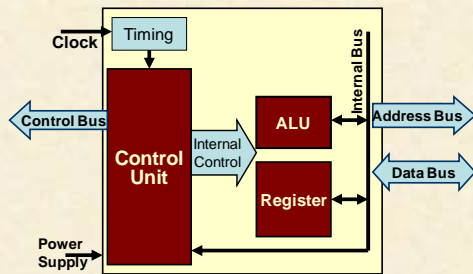 Clock
Timing
Internal Bus
Control Bus
Address Bus
ALU
Internal
Control
Control
Unit
Data Bus
Register
Power
Supply